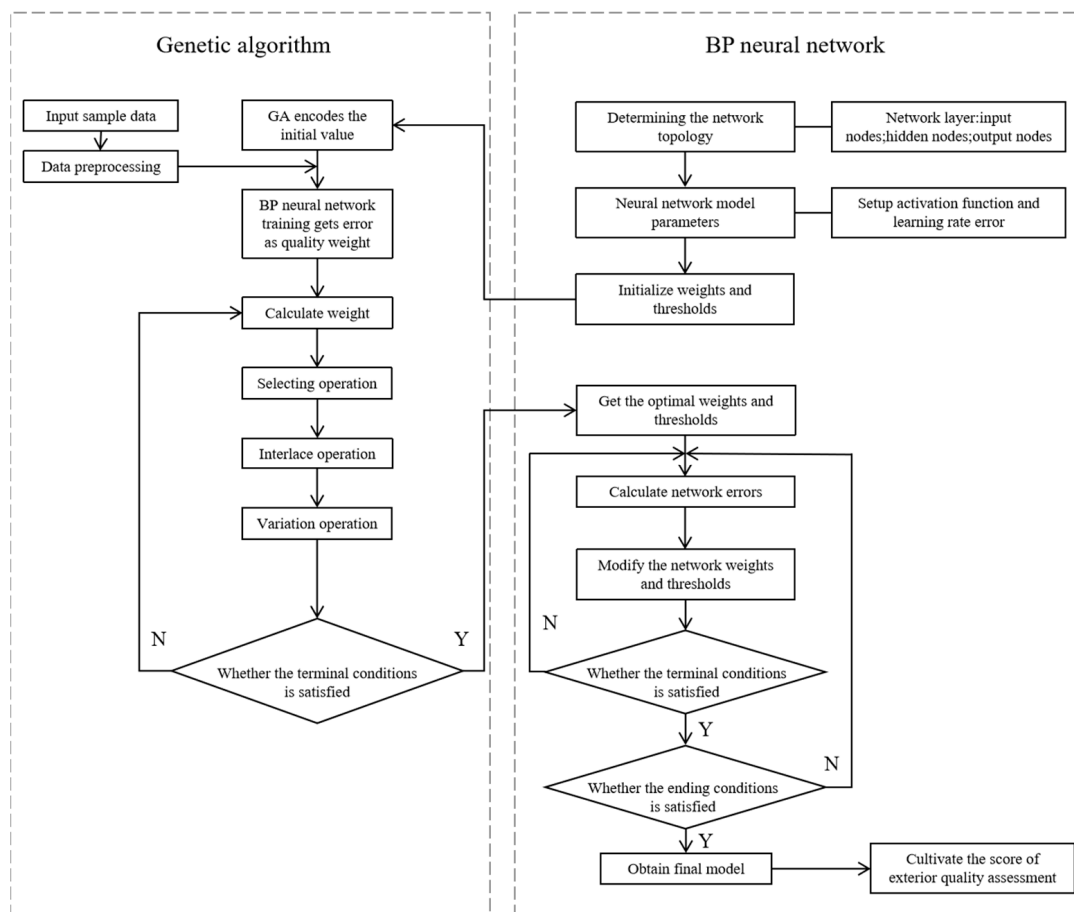 Genetic algorithm
Input sample data
Data preprocessing
GA encodes the
initial value
BP neural network
training gets error
as quality weight
Calculate weight
Selecting operation
Interlace operation
Variation operation
N
Y
Whether the terminal conditions
is satisfied
BP neural network
Determining the network
topology
Network layer:input
nodes;hidden nodes;output nodes
Neural network model
parameters
Setup activation function and
learning rate error
Initialize weights and
thresholds
Get the optimal weights and
thresholds
Calculate network errors
Modify the network weights
and thresholds
N
Whether the terminal conditions
is satisfied
Y
N
Whether the ending conditions
is satisfied
Y
Obtain final model
Cultivate the score of
exterior quality assessment